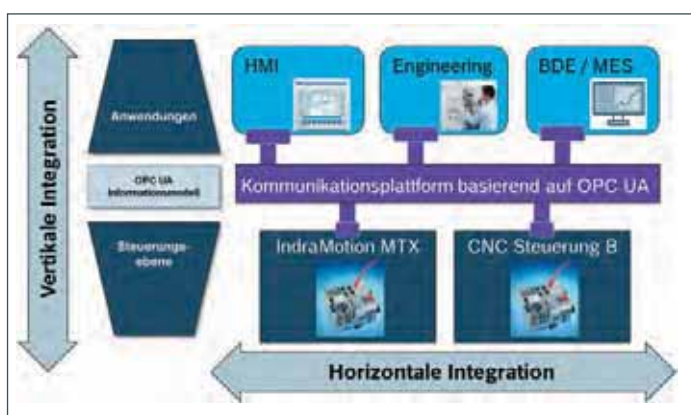 Vertikale Integration
Anwendungen
OPC UA
Informationsmodell
Steuerungs-
ebene
HMI
Engineering
BDE / MES
Kommunikationsplattform basierend auf OPC UA
IndraMotion MTX
CNC Steuerung B
Horizontale Integration